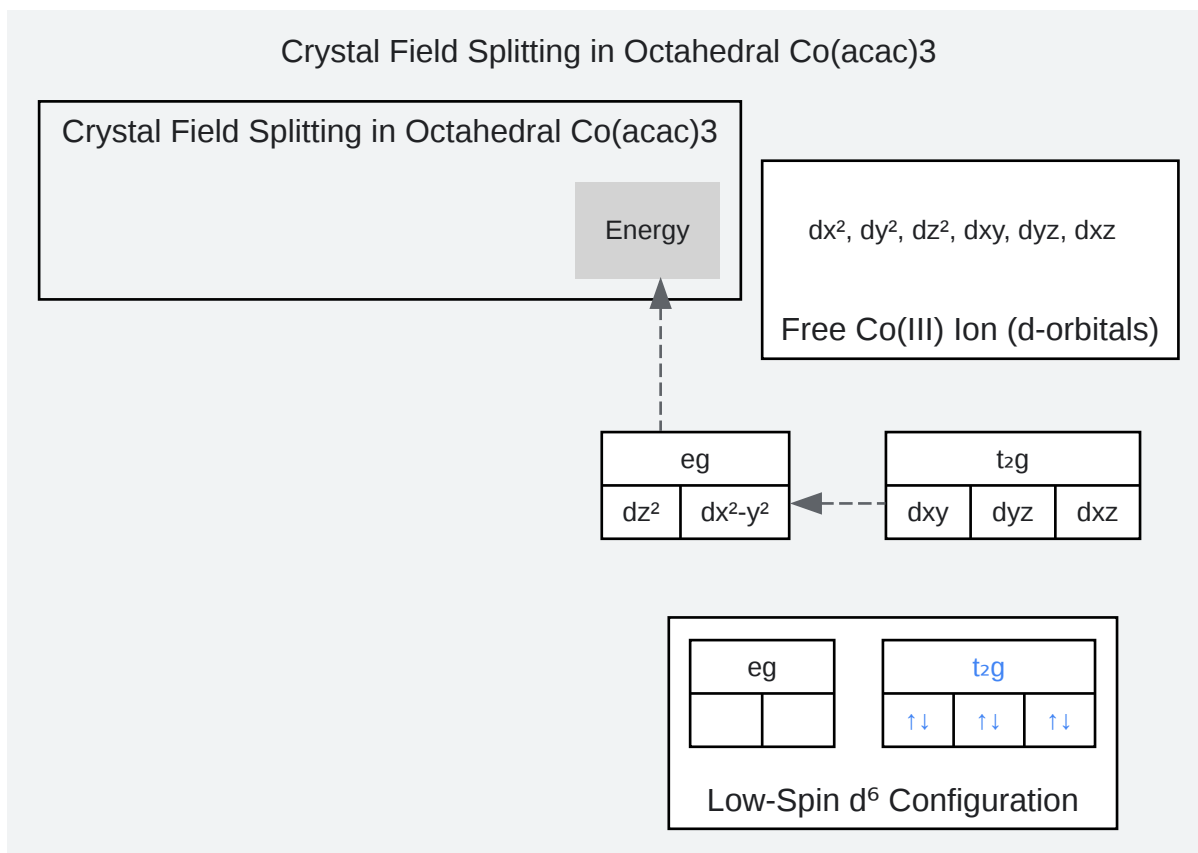 Crystal Field Splitting in Octahedral Co(acac)3
Crystal Field Splitting in Octahedral Co(acac)3
Energy
dx², dy², dz², dxy, dyz, dxz
Free Co(III) Ion (d-orbitals)
eg
dz² dx²-y²
t₂g
dxy dyz dxz
eg
t₂g
↑↓ ↑↓ ↑↓
Low-Spin d⁶ Configuration